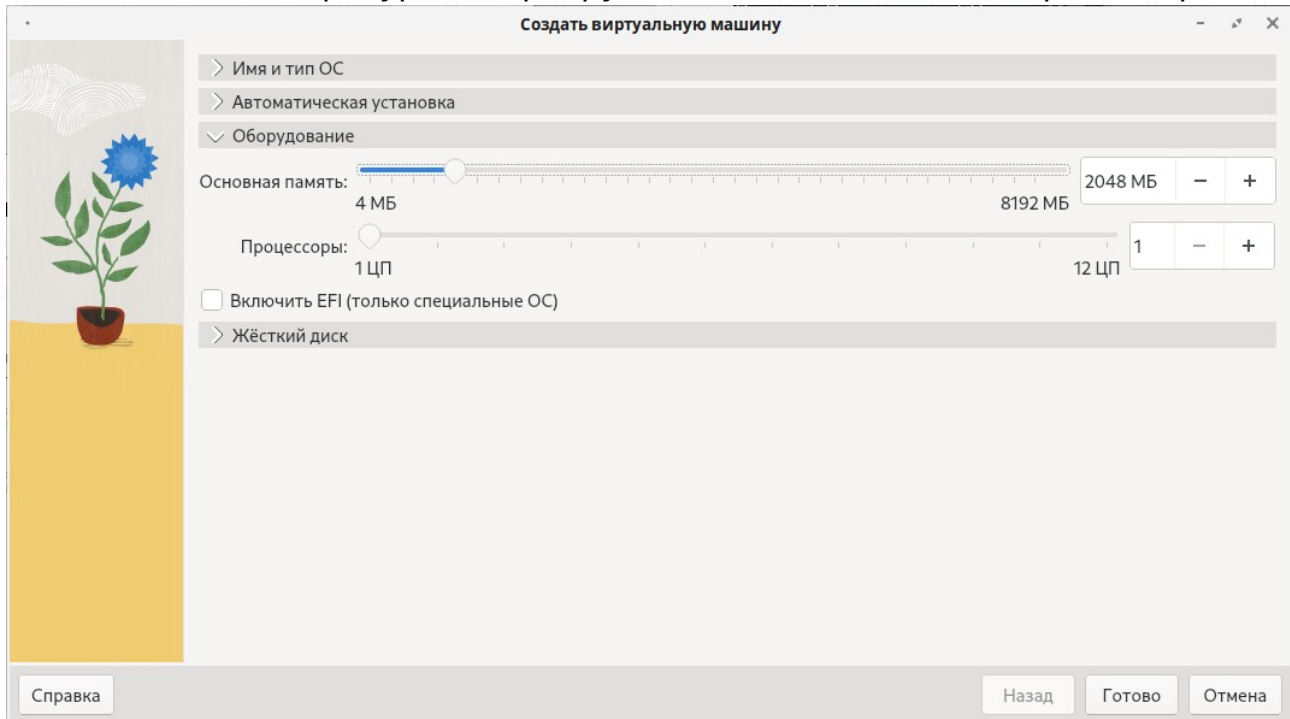 Создать виртуальную машину
Имя и тип ОС
Автоматическая установка
Оборудование
Основная память:
2048 МБ
4 МБ
8192 МБ
Процессоры:
1
1 ЦП
12 ЦП
Включить EFI (только специальные ОС)
Жёсткий диск
Справка
Назад
Готово
Отмена